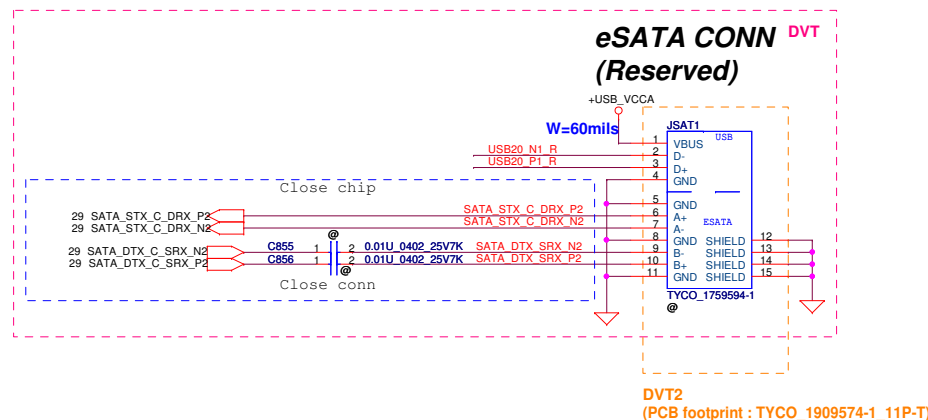 eSATA CONN DVT
(Reserved)
+USB_VCCA
W=60mils
JSAT1
USB
1 VBUS
USB20_N1_R 2 D-
USB20_P1_R 3 D+
4 GND
Close chip
5 GND
29 SATA_STX_C_DRX_P2 SATA_STX_C_DRX_P2 6 A+
29 SATA_STX_C_DRX_N2 SATA_STX_C_DRX_N2 7 A-
ESATA
@
8 GND SHIELD 12
29 SATA_DTX_C_SRX_N2 C855 1 2 0.01U_0402_25V7K SATA_DTX_SRX_N2 9 B- SHIELD 13
29 SATA_DTX_C_SRX_P2 C856 1 2 0.01U_0402_25V7K SATA_DTX_SRX_P2 10 B+ SHIELD 14
@
11 GND SHIELD 15
Close conn
TYCO_1759594-1
@
DVT2
(PCB footprint : TYCO_1909574-1_11P-T)